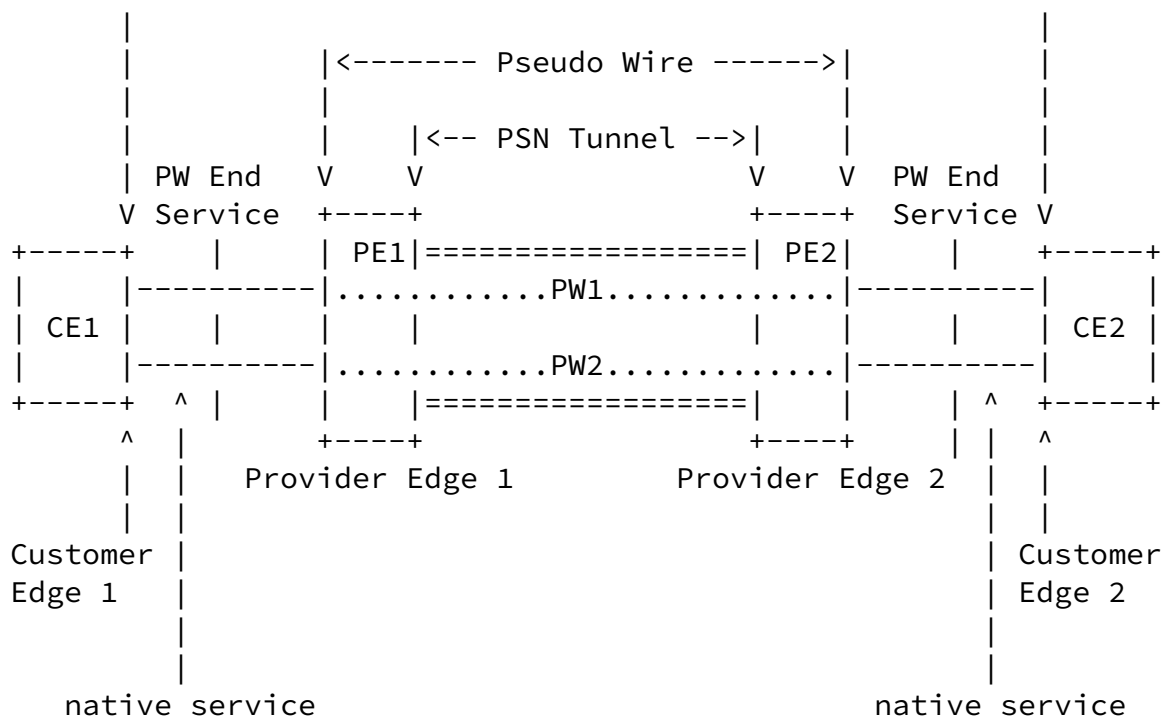 |<------- Pseudo Wire ------>|
|<-- PSN Tunnel -->|
PW End V V V V PW End
V Service +----+ +----+ Service V
+-----+ | | PE1|==================| PE2| | +-----+
| |----------|............PW1.............|----------| |
| CE1 | | | | | | | | CE2 |
| |----------|............PW2.............|----------| |
+-----+ ^ | | |==================| | | ^ +-----+
^ | +----+ +----+ | | ^
| | Provider Edge 1 Provider Edge 2 | |
Customer | | Customer
Edge 1 | | Edge 2
native service native service